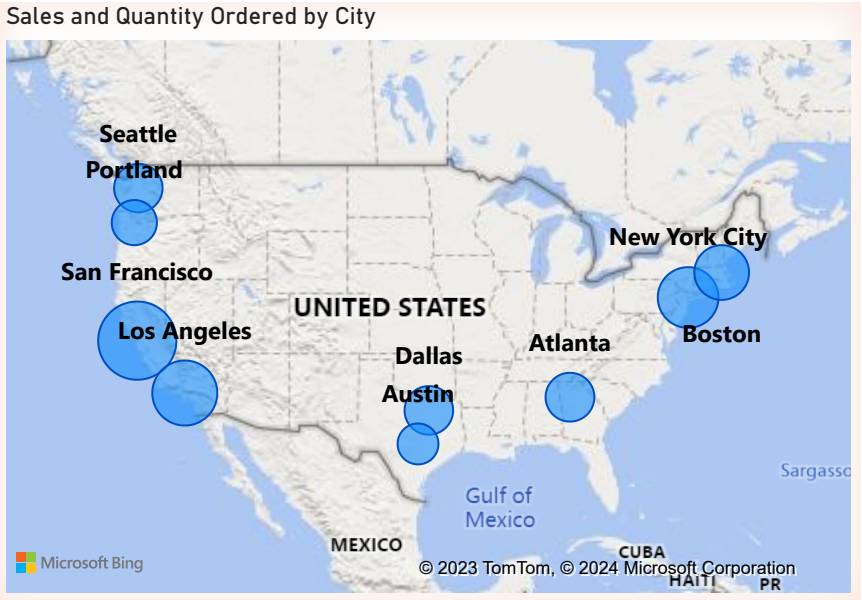 Sales and Quantity Ordered by City
Seattle
Portland
New York City
San Francisco
UNITED STATES
Los Angeles
Boston
Atlanta
Dallas
Austin
Sargasso
Gulf of
Mexico
MEXICO
CUBA
Microsoft Bing
© 2023 TomTom, © 2024 Microsoft Corporation
HAITI
PR